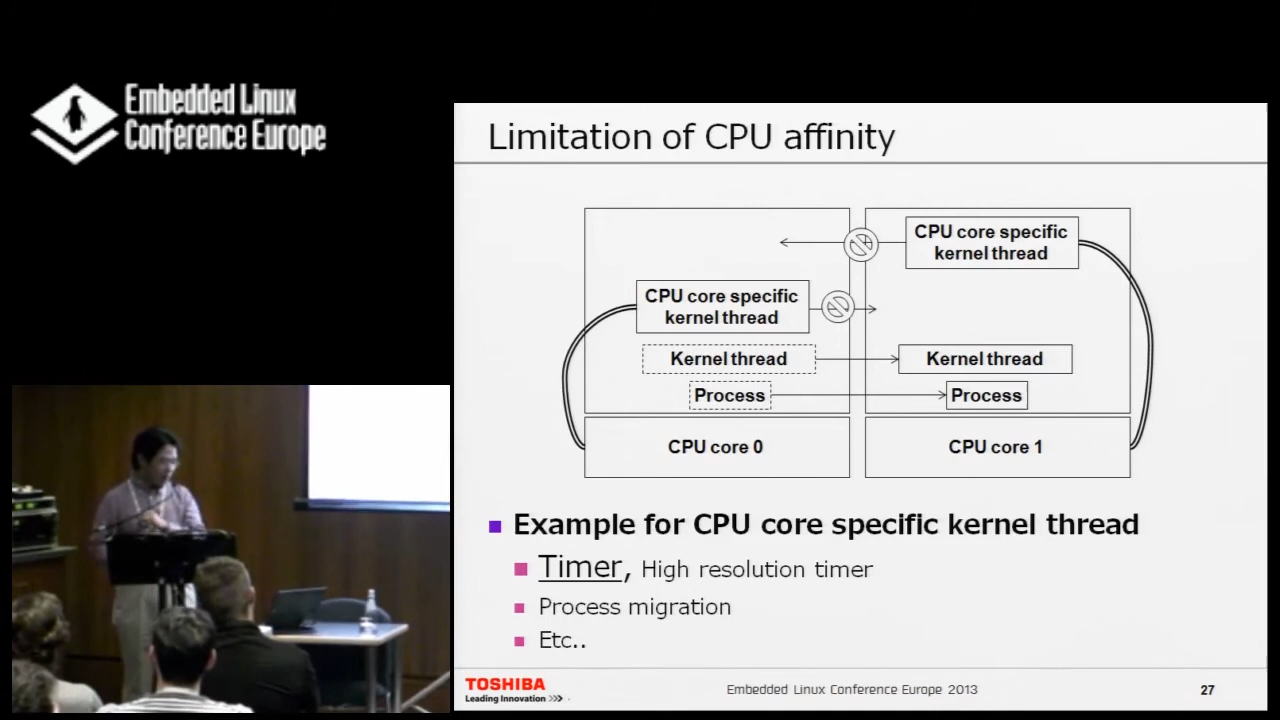 Embedded Linux
Conference Europe
Limitation of CPU affinity
CPU core specific
kernel thread
CPU core specific
kernel thread
Kernel thread
Kernel thread
Process
Process
CPU core 0
CPU core 1
Example for CPU core specific kernel thread
Timer, High resolution timer
Process migration
Etc..
TOSHIBA
Leading Innovation >>>
Embedded Linux Conference Europe 2013
27